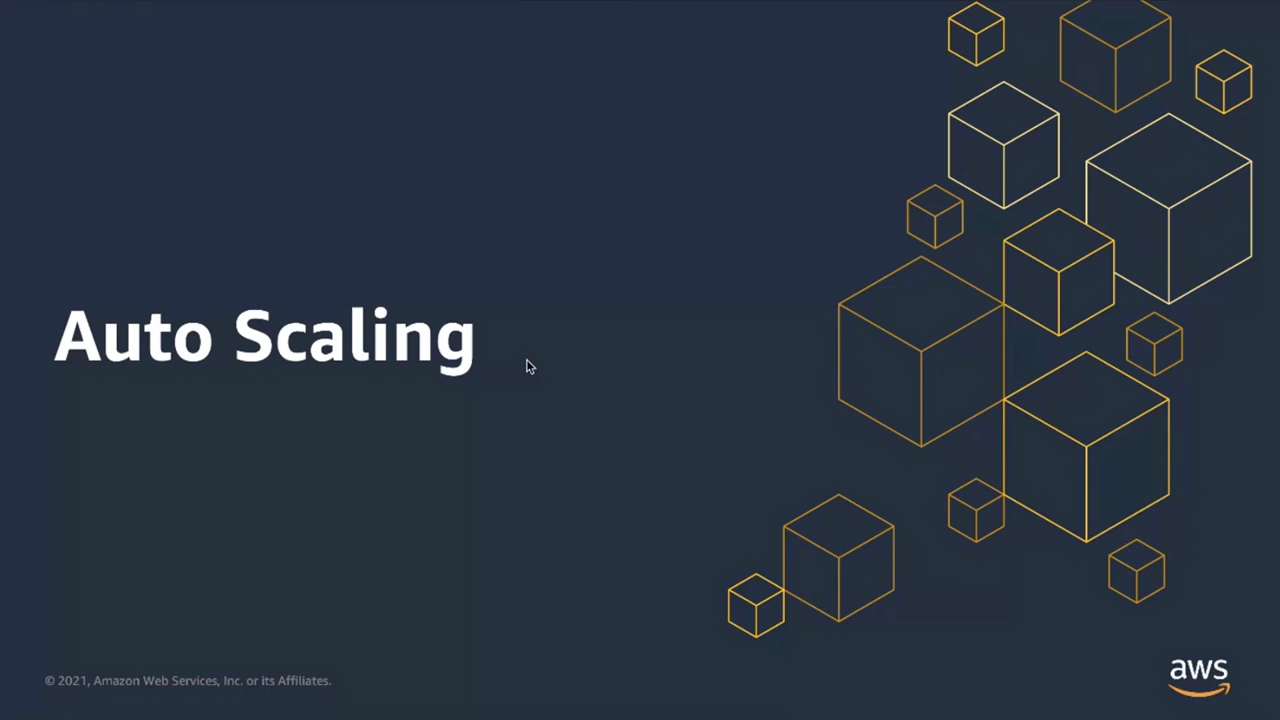 Auto Scaling
© 2021, Amazon Web Services, Inc. or its Affiliates.
aws